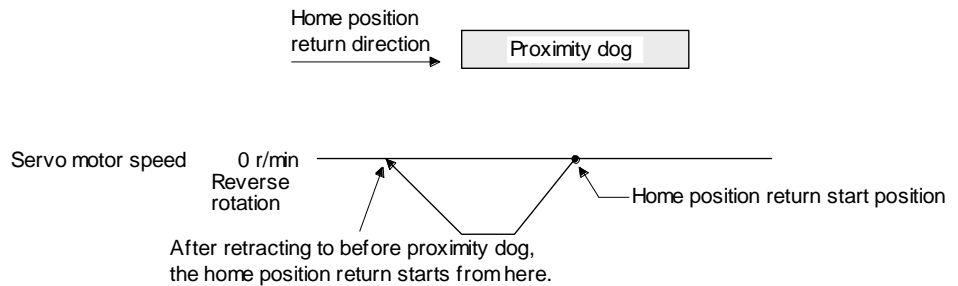 Home position
return direction
Proximity dog
Servo motor speed 0 r/min
Reverse
rotation
Home position return start position
After retracting to before proximity dog,
the home position return starts from here.